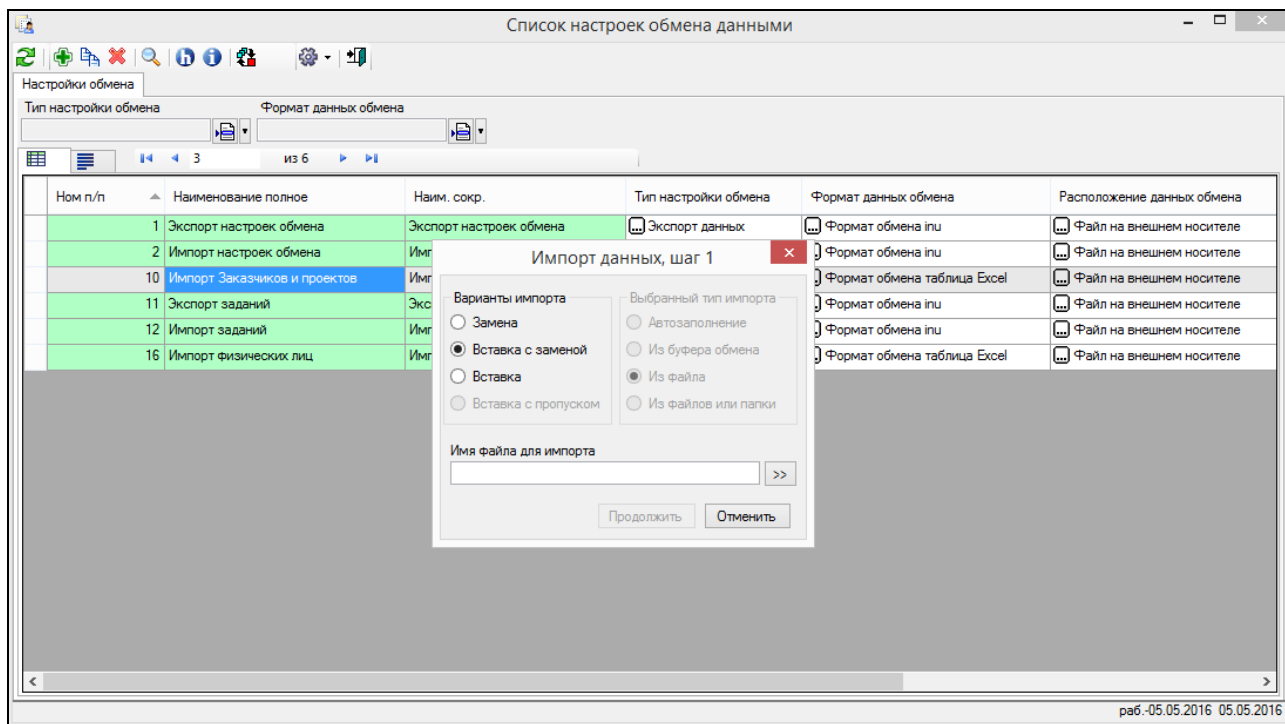 Список настроек обмена данными
Настройки обмена
Тип настройки обмена Формат данных обмена
3 из 6
Ном п/п Наименование полное Наим. сокр. Тип настройки обмена Формат данных обмена Расположение данных обмена
1 Экспорт настроек обмена Экспорт настроек обмена ... Экспорт данных ... Формат обмена inu ... Файл на внешнем носителе
2 Импорт настроек обмена Имп Формат обмена inu ... Файл на внешнем носителе
10 Импорт Заказчиков и проектов Имп Формат обмена таблица Excel ... Файл на внешнем носителе
11 Экспорт заданий Экс Формат обмена inu ... Файл на внешнем носителе
12 Импорт заданий Имп Формат обмена inu ... Файл на внешнем носителе
16 Импорт физических лиц Имп Формат обмена таблица Excel ... Файл на внешнем носителе
Импорт данных, шаг 1
Варианты импорта
Замена
Вставка с заменой
Вставка
Вставка с пропуском
Выбранный тип импорта
Автозаполнение
Из буфера обмена
Из файла
Из файлов или папки
Имя файла для импорта
>>
Продолжить Отменить
раб.-05.05.2016 05.05.2016